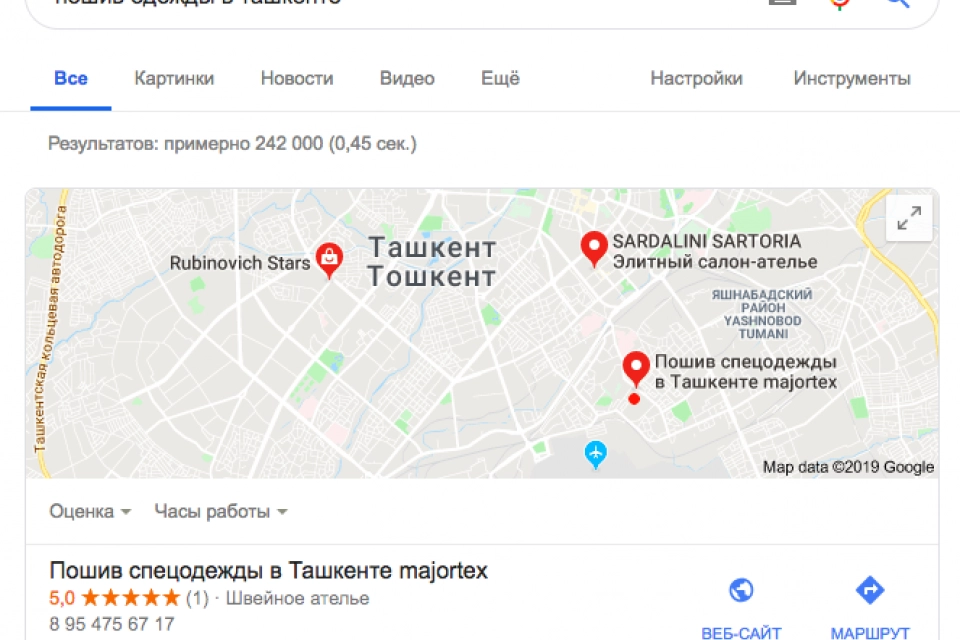 пошив одежды в ташкенте
Все Картинки Новости Видео Ещё Настройки Инструменты
Результатов: примерно 242 000 (0,45 сек.)
Ташкентская кольцевая автодорога
Rubinovich Stars
Ташкент
Тошкент
SARDALINI SARTORIA
Элитный салон-ателье
ЯШНАБАДСКИЙ
РАЙОН
YASHNOBOD
TUMANI
Пошив спецодежды
в Ташкенте majortex
Map data ©2019 Google
Оценка Часы работы
Пошив спецодежды в Ташкенте majortex
5,0 (1) · Швейное ателье
8 95 475 67 17
ВЕБ-САЙТ МАРШРУТ